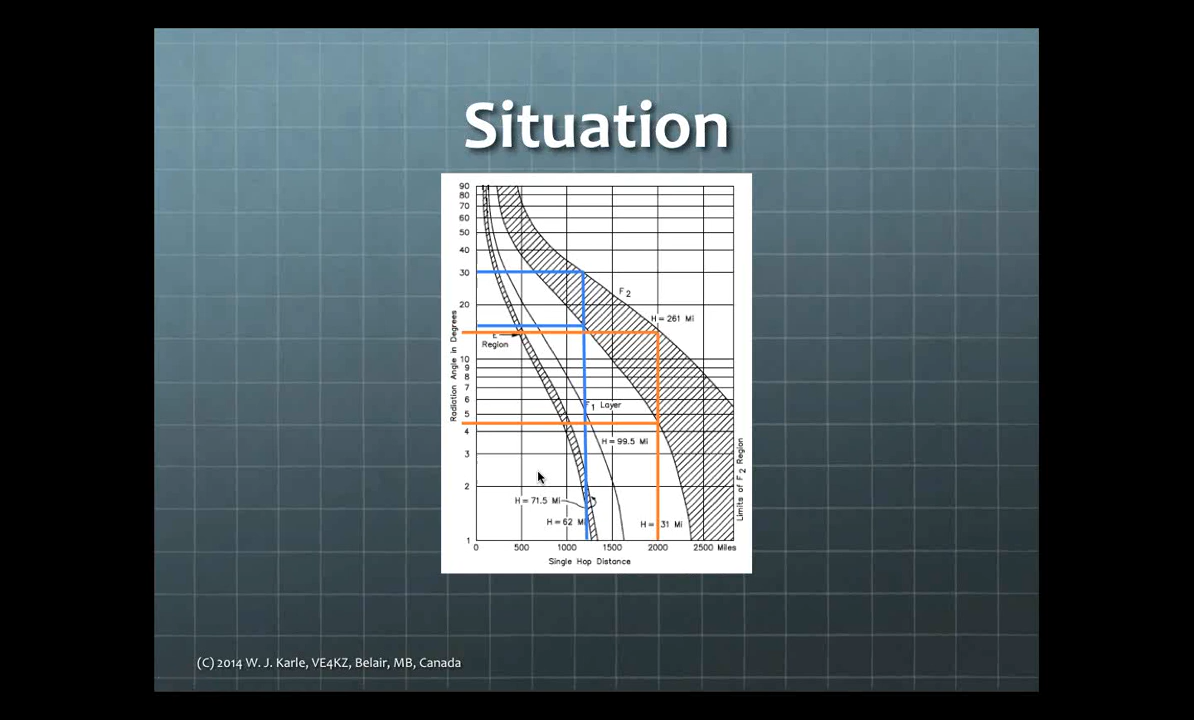 Situation
90
80
70
60
50
40
30
20
10
9
8
7
6
5
4
3
2
1
Radiation Angle in Degrees
F2
H = 261 Mi
Region
F1 Layer
H = 99.5 Mi
H = 71.5 Mi
H = 62 Mi
31 Mi
Limits of F2 Region
0 500 1000 1500 2000 2500 Miles
Single Hop Distance
(C) 2014 W. J. Karle, VE4KZ, Belair, MB, Canada